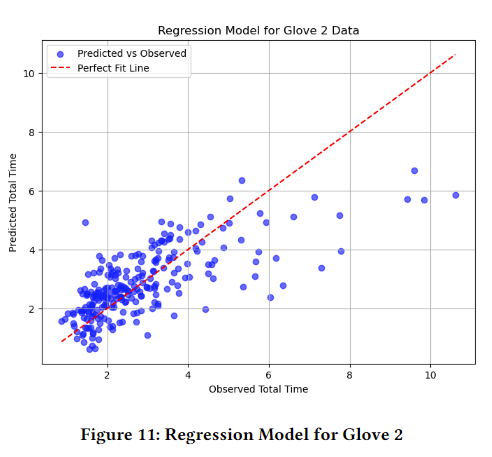 Regression Model for Glove 2 Data
Predicted vs Observed
Perfect Fit Line
Predicted Total Time
10
8
6
4
2
2 4 6 8 10
Observed Total Time
Figure 11: Regression Model for Glove 2